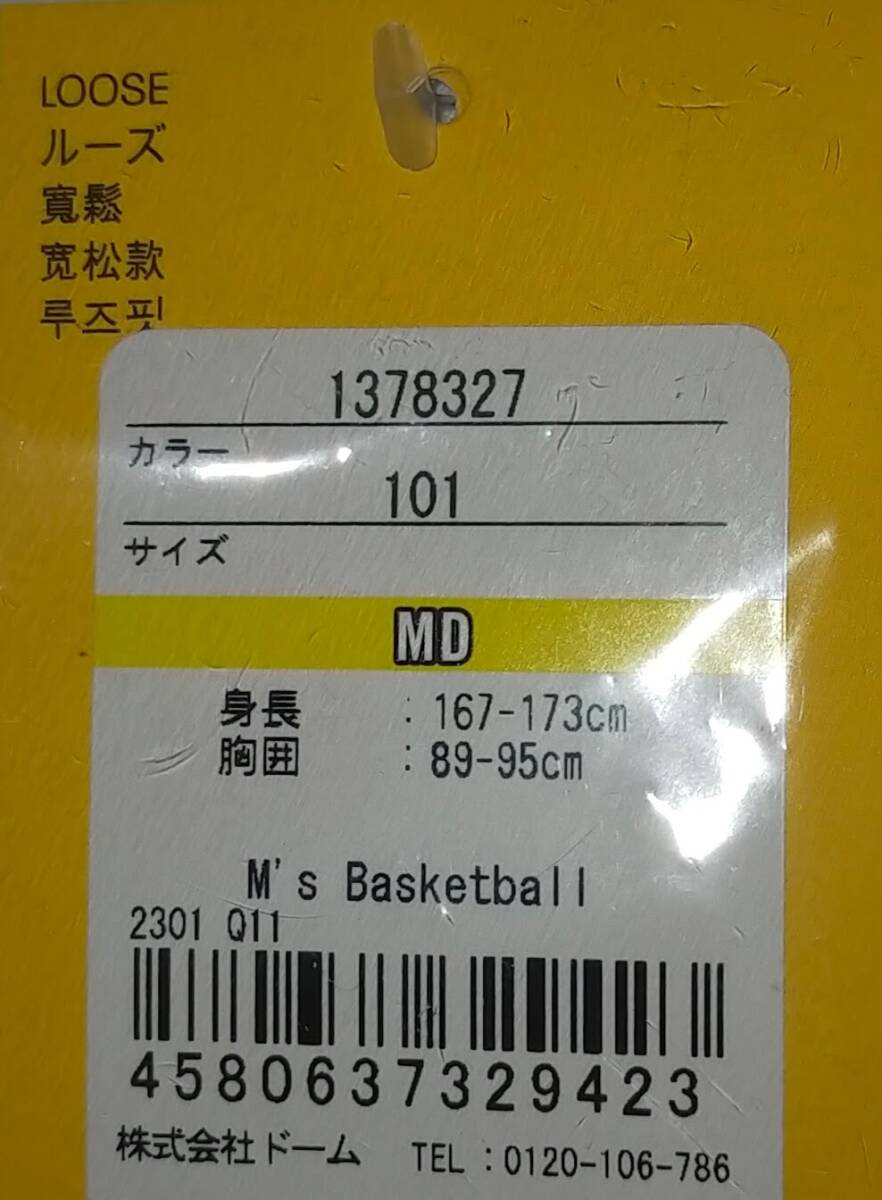 LOOSE
ルーズ
寬鬆
宽松款
루즈핏
1378327
カラー
101
サイズ
MD
身長 : 167-173cm
胸囲 : 89-95cm
M's Basketball
2301 Q11
4580637329423
株式会社ドーム TEL:0120-106-786